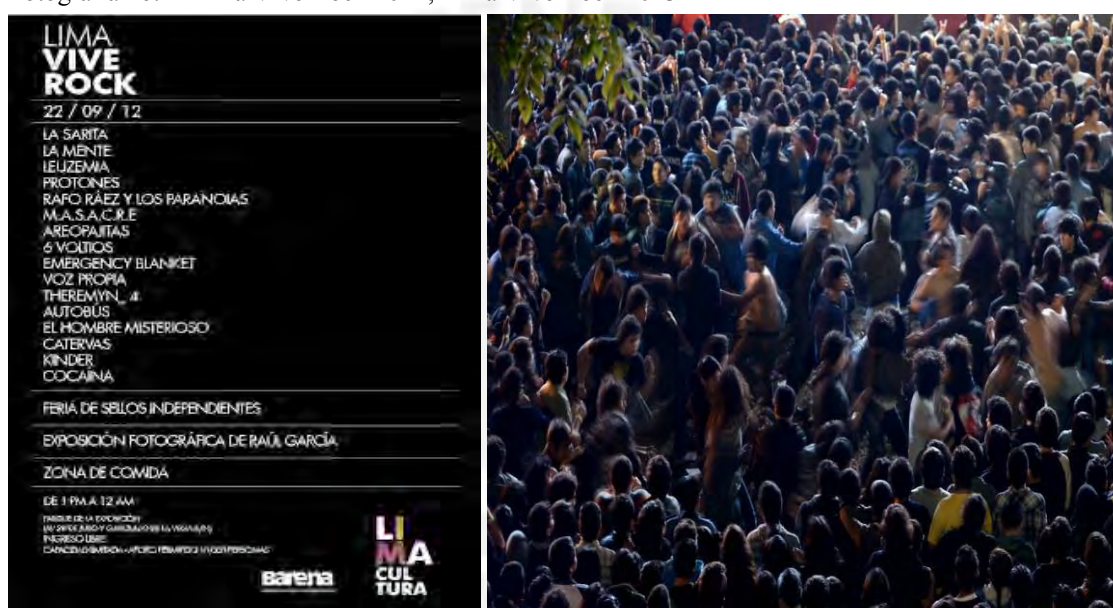 LIMA
VIVE
ROCK
22 / 09 / 12
LA SARITA
LA MENTE
LEUZEMIA
PROTONES
RAFO RÁEZ Y LOS PARANOIAS
M.A.S.A.C.R.E
AREOPAJITAS
6 VOLTIOS
EMERGENCY BLANKET
VOZ PROPIA
THEREMYN_4
AUTOBÚS
EL HOMBRE MISTERIOSO
CATERVAS
KINDER
COCAÍNA
FERIA DE SELLOS INDEPENDIENTES
EXPOSICIÓN FOTOGRÁFICA DE RAÚL GARCÍA
ZONA DE COMIDA
DE 1 PM A 12 AM
PARQUE DE LA EXPOSICIÓN
INGRESO LIBRE
Barena
LI
MA
CUL
TURA